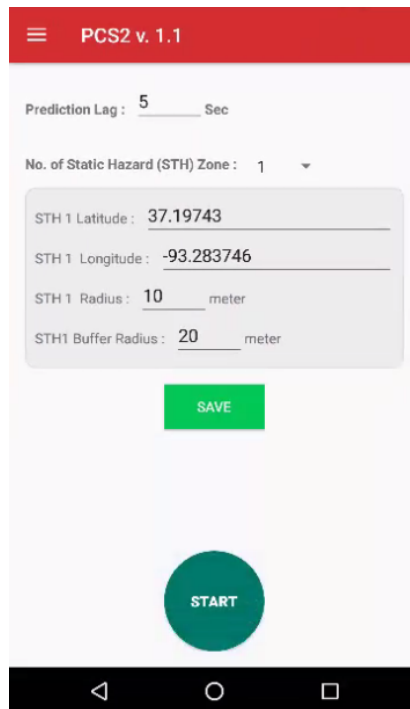 PCS2 v. 1.1
Prediction Lag : 5 Sec
No. of Static Hazard (STH) Zone : 1
STH 1 Latitude : 37.19743
STH 1 Longitude : -93.283746
STH 1 Radius : 10 meter
STH1 Buffer Radius : 20 meter
SAVE
START